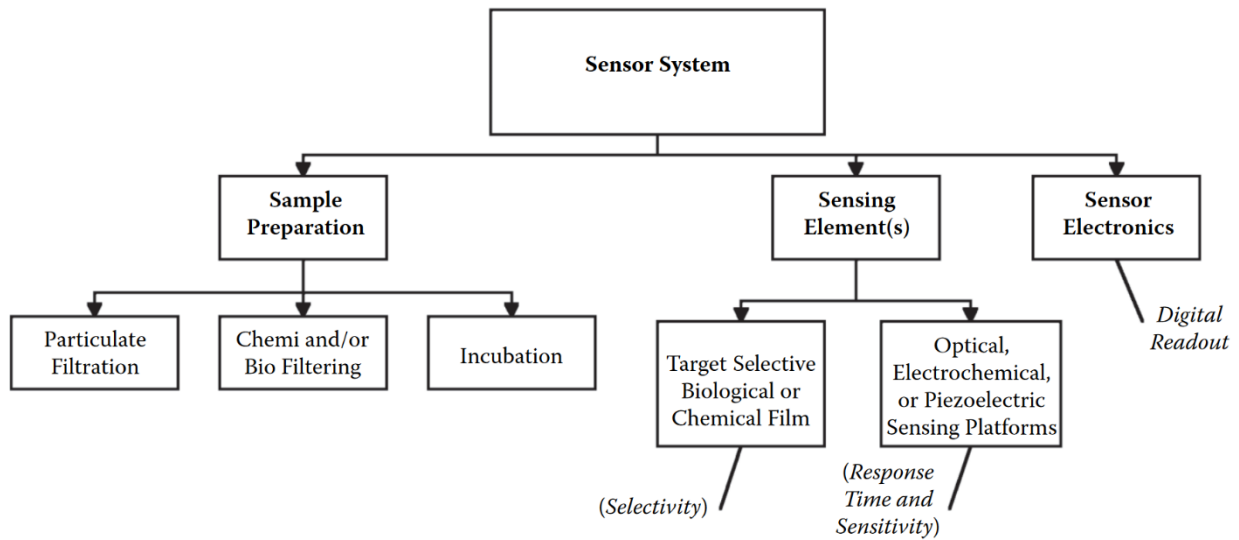 Sensor System
Sample
Preparation
Sensing
Element(s)
Sensor
Electronics
Particulate
Filtration
Chemi and/or
Bio Filtering
Incubation
Target Selective
Biological or
Chemical Film
Optical,
Electrochemical,
or Piezoelectric
Sensing Platforms
Digital
Readout
(Selectivity)
(Response
Time and
Sensitivity)